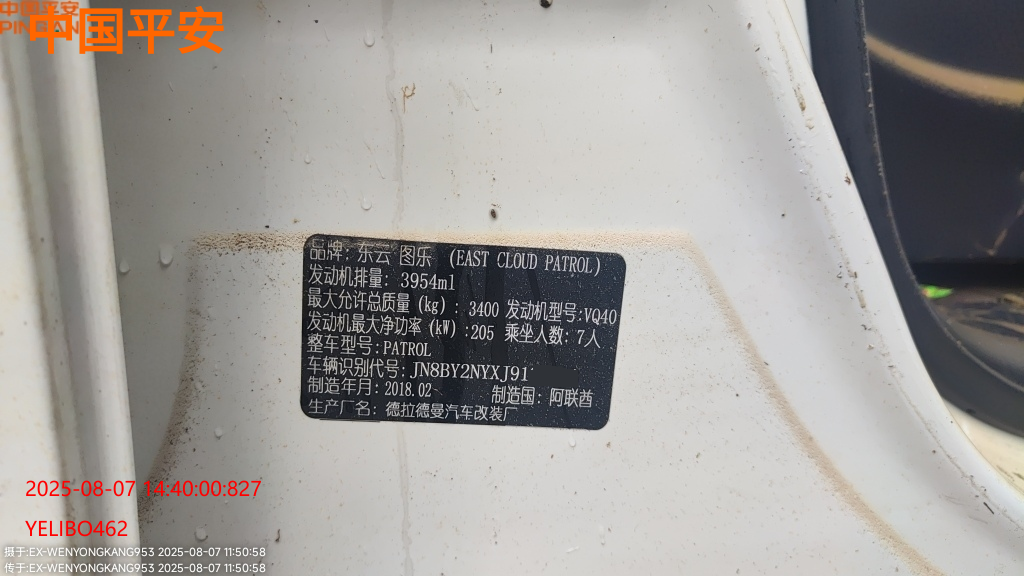 中国平安
PING AN
中国平安
品牌: 东云 图乐 (EAST CLOUD PATROL)
发动机排量: 3954ml
最大允许总质量 (kg) : 3400 发动机型号:VQ40
发动机最大净功率 (kW) :205 乘坐人数: 7人
整车型号:PATROL
车辆识别代号: JN8BY2NYXJ91
制造年月: 2018.02 制造国: 阿联酋
生产厂名: 德拉德曼汽车改装厂
2025-08-07 14:40:00:827
YELIBO462
摄于:EX-WENYONGKANG953 2025-08-07 11:50:58
传于:EX-WENYONGKANG953 2025-08-07 11:50:58